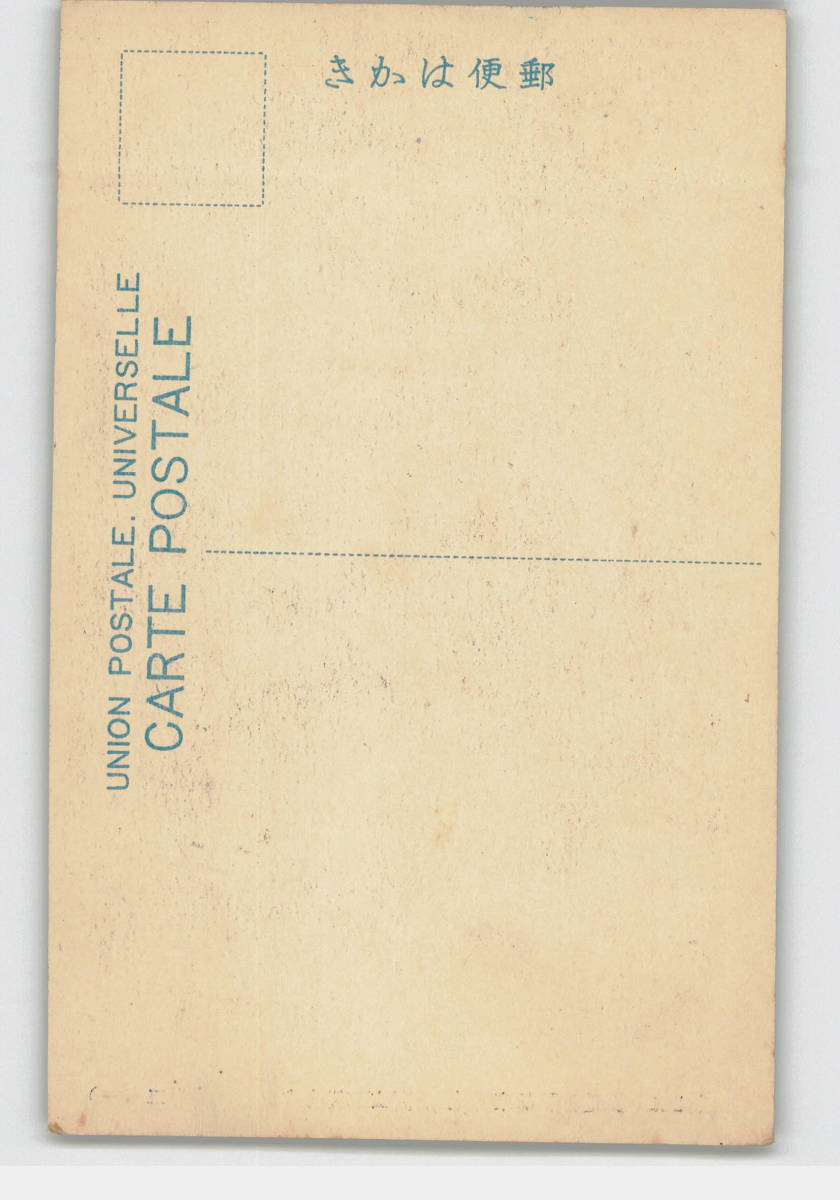 きかは便郵
UNION POSTALE. UNIVERSELLE
CARTE POSTALE